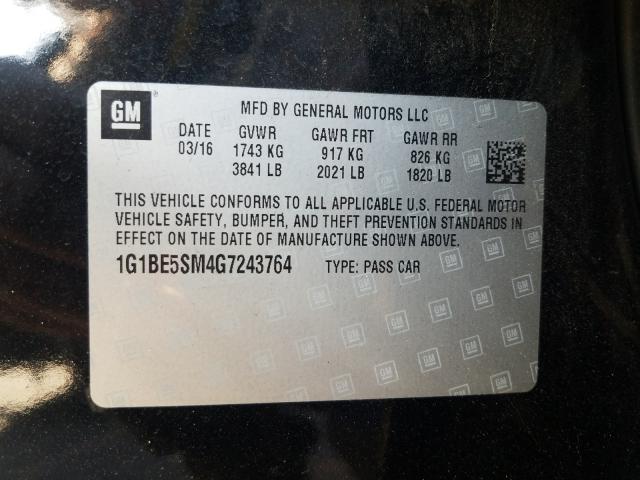 GM
MFD BY GENERAL MOTORS LLC
DATE GVWR GAWR FRT GAWR RR
03/16 1743 KG 917 KG 826 KG
3841 LB 2021 LB 1820 LB
THIS VEHICLE CONFORMS TO ALL APPLICABLE U.S. FEDERAL MOTOR
VEHICLE SAFETY, BUMPER, AND THEFT PREVENTION STANDARDS IN
EFFECT ON THE DATE OF MANUFACTURE SHOWN ABOVE.
1G1BE5SM4G7243764 TYPE: PASS CAR